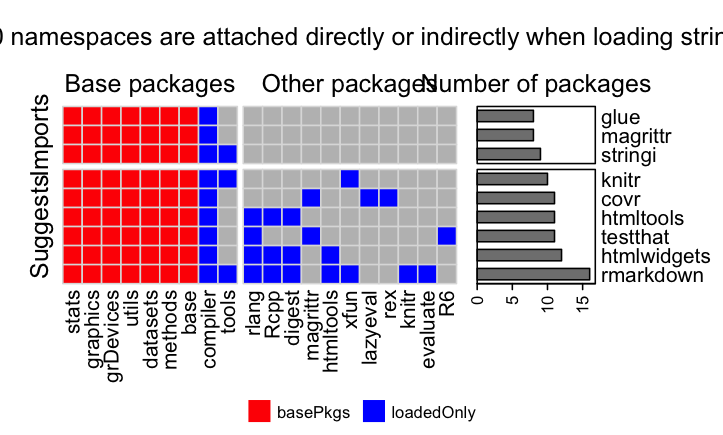 0 namespaces are attached directly or indirectly when loading strin
Base packages Other packages Number of packages
Imports
Suggests
glue
magrittr
stringi
knitr
covr
htmltools
testthat
htmlwidgets
rmarkdown
stats
graphics
grDevices
utils
datasets
methods
base
compiler
tools
rlang
Rcpp
digest
magrittr
htmltools
xfun
lazyeval
rex
knitr
evaluate
R6
0 5 10 15
basePkgs loadedOnly